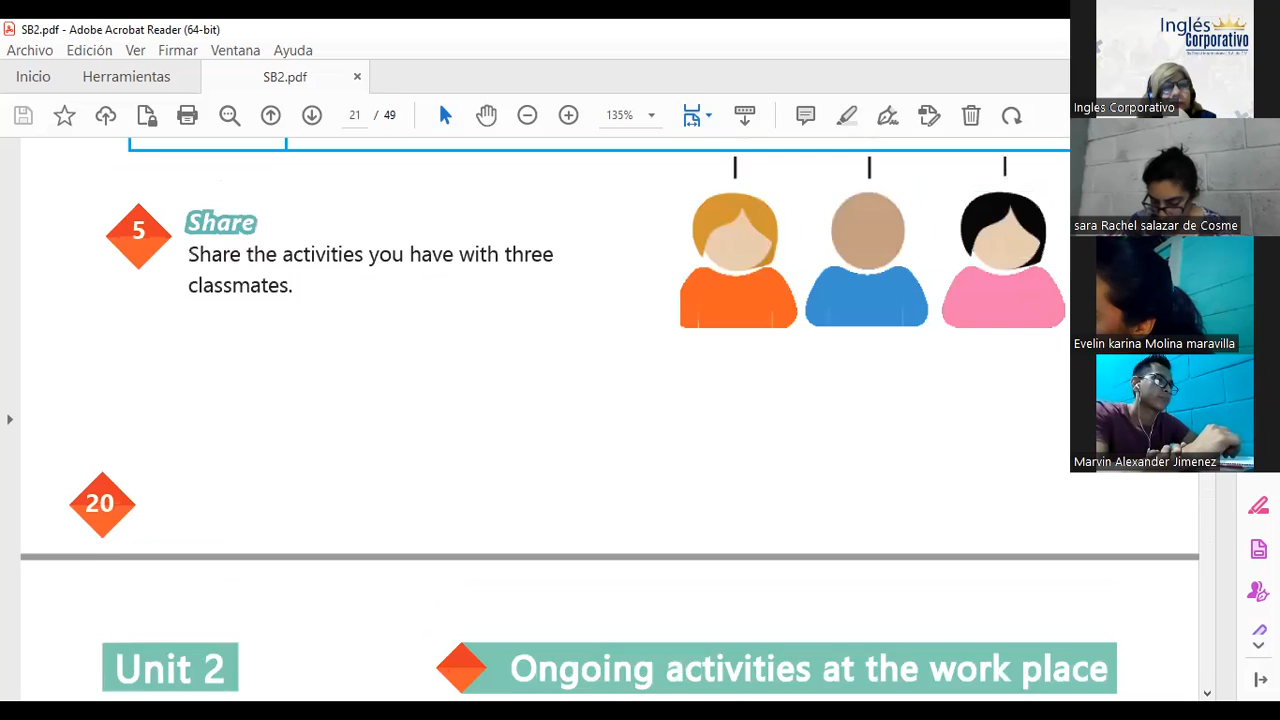 SB2.pdf - Adobe Acrobat Reader (64-bit)
Archivo Edición Ver Firmar Ventana Ayuda
Inicio Herramientas SB2.pdf
21 / 49 135%
5
Share
Share the activities you have with three
classmates.
20
Unit 2
Ongoing activities at the work place
Inglés
Corporativo
Ingles Corporativo
sara Rachel salazar de Cosme
Evelin karina Molina maravilla
Marvin Alexander Jimenez